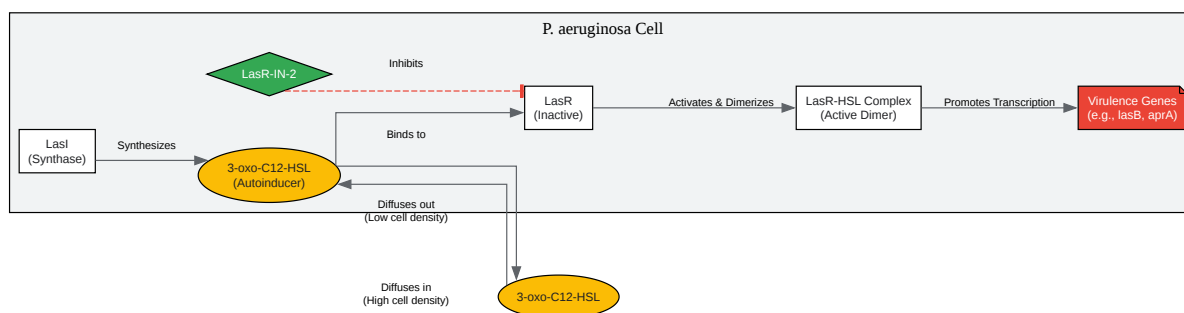 P. aeruginosa Cell
LasR-IN-2
Inhibits
LasR
(Inactive)
Activates & Dimerizes
LasR-HSL Complex
(Active Dimer)
Promotes Transcription
Virulence Genes
(e.g., lasB, aprA)
Binds to
LasI
(Synthase)
Synthesizes
3-oxo-C12-HSL
(Autoinducer)
Diffuses out
(Low cell density)
Diffuses in
(High cell density)
3-oxo-C12-HSL